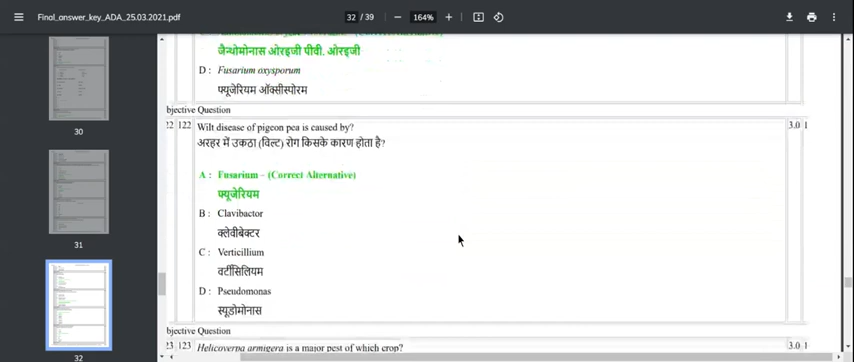 Final_answer_key_ADA_25.03.2021.pdf
32 / 39
164%
जैन्थोमोनास ओरइजी पीवी. ओरइजी
D : Fusarium oxysporum
फ्यूजेरियम ऑक्सीस्पोरम
bjective Question
22 122 Wilt disease of pigeon pea is caused by? 3.0 1
अरहर में उकठा (विल्ट) रोग किसके कारण होता है?
A : Fusarium – (Correct Alternative)
फ्यूजेरियम
B : Clavibactor
क्लेवीबेक्टर
C : Verticillium
वर्टीसिलियम
D : Pseudomonas
स्यूडोमोनास
bjective Question
23 123 Helicoverpa armigera is a major pest of which crop? 3.0 1
30
31
32